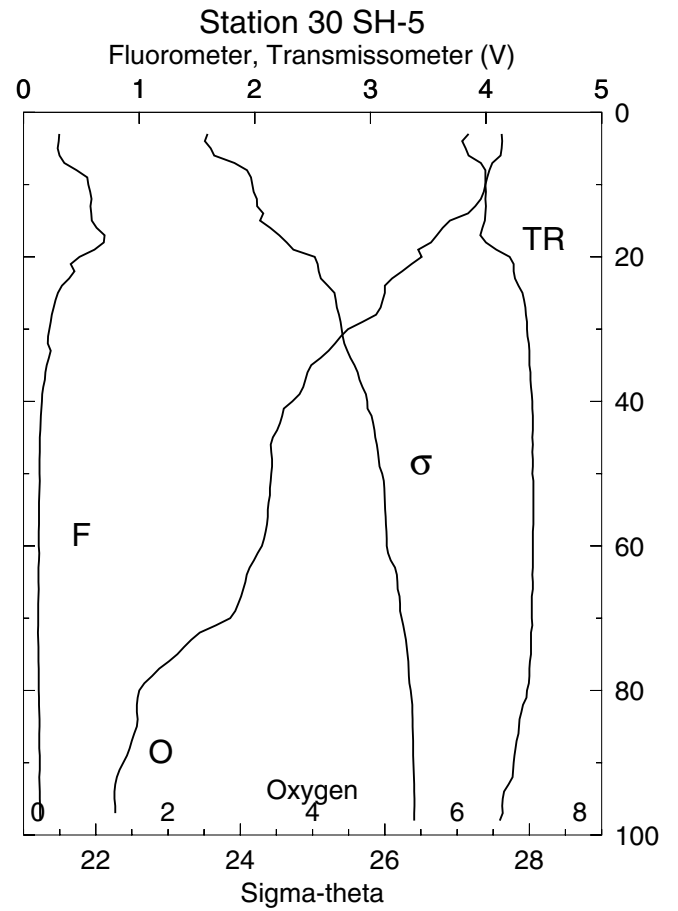 Station 30 SH-5
Fluorometer, Transmissometer (V)
0 1 2 3 4 5
0
TR
20
40
σ
F
60
80
O
Oxygen
0 2 4 6 8
100
22 24 26 28
Sigma-theta